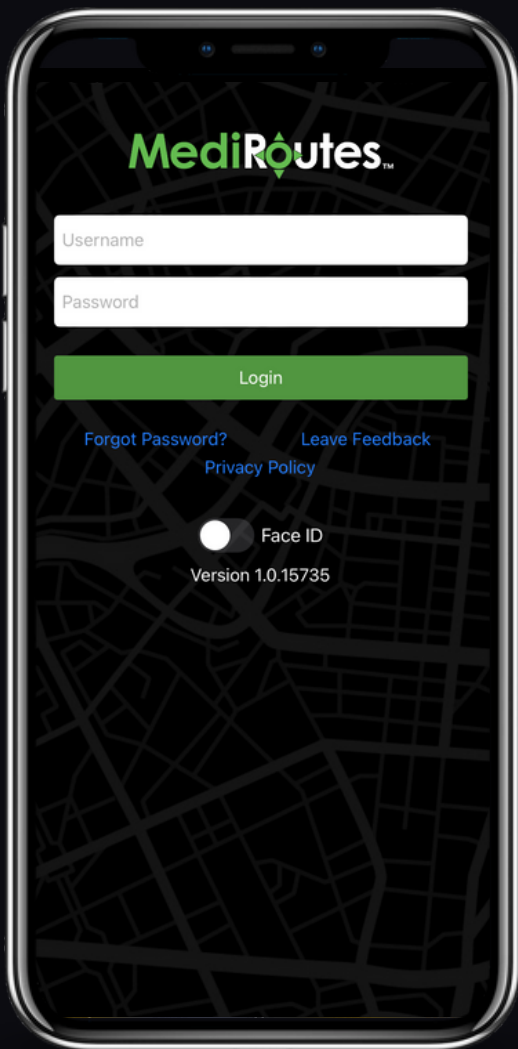 MediRoutes™
Username
Password
Login
Forgot Password? Leave Feedback
Privacy Policy
Face ID
Version 1.0.15735